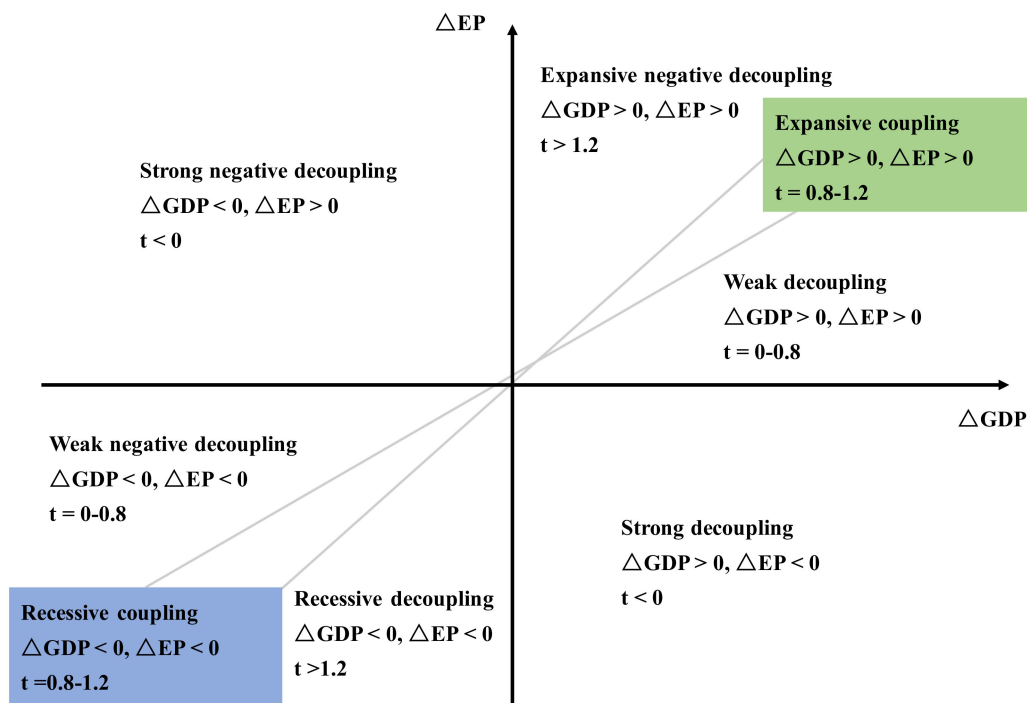 △EP
Expansive negative decoupling
△GDP > 0, △EP > 0
t > 1.2
Expansive coupling
△GDP > 0, △EP > 0
t = 0.8-1.2
Strong negative decoupling
△GDP < 0, △EP > 0
t < 0
Weak decoupling
△GDP > 0, △EP > 0
t = 0-0.8
△GDP
Weak negative decoupling
△GDP < 0, △EP < 0
t = 0-0.8
Strong decoupling
△GDP > 0, △EP < 0
t < 0
Recessive coupling
△GDP < 0, △EP < 0
t =0.8-1.2
Recessive decoupling
△GDP < 0, △EP < 0
t >1.2